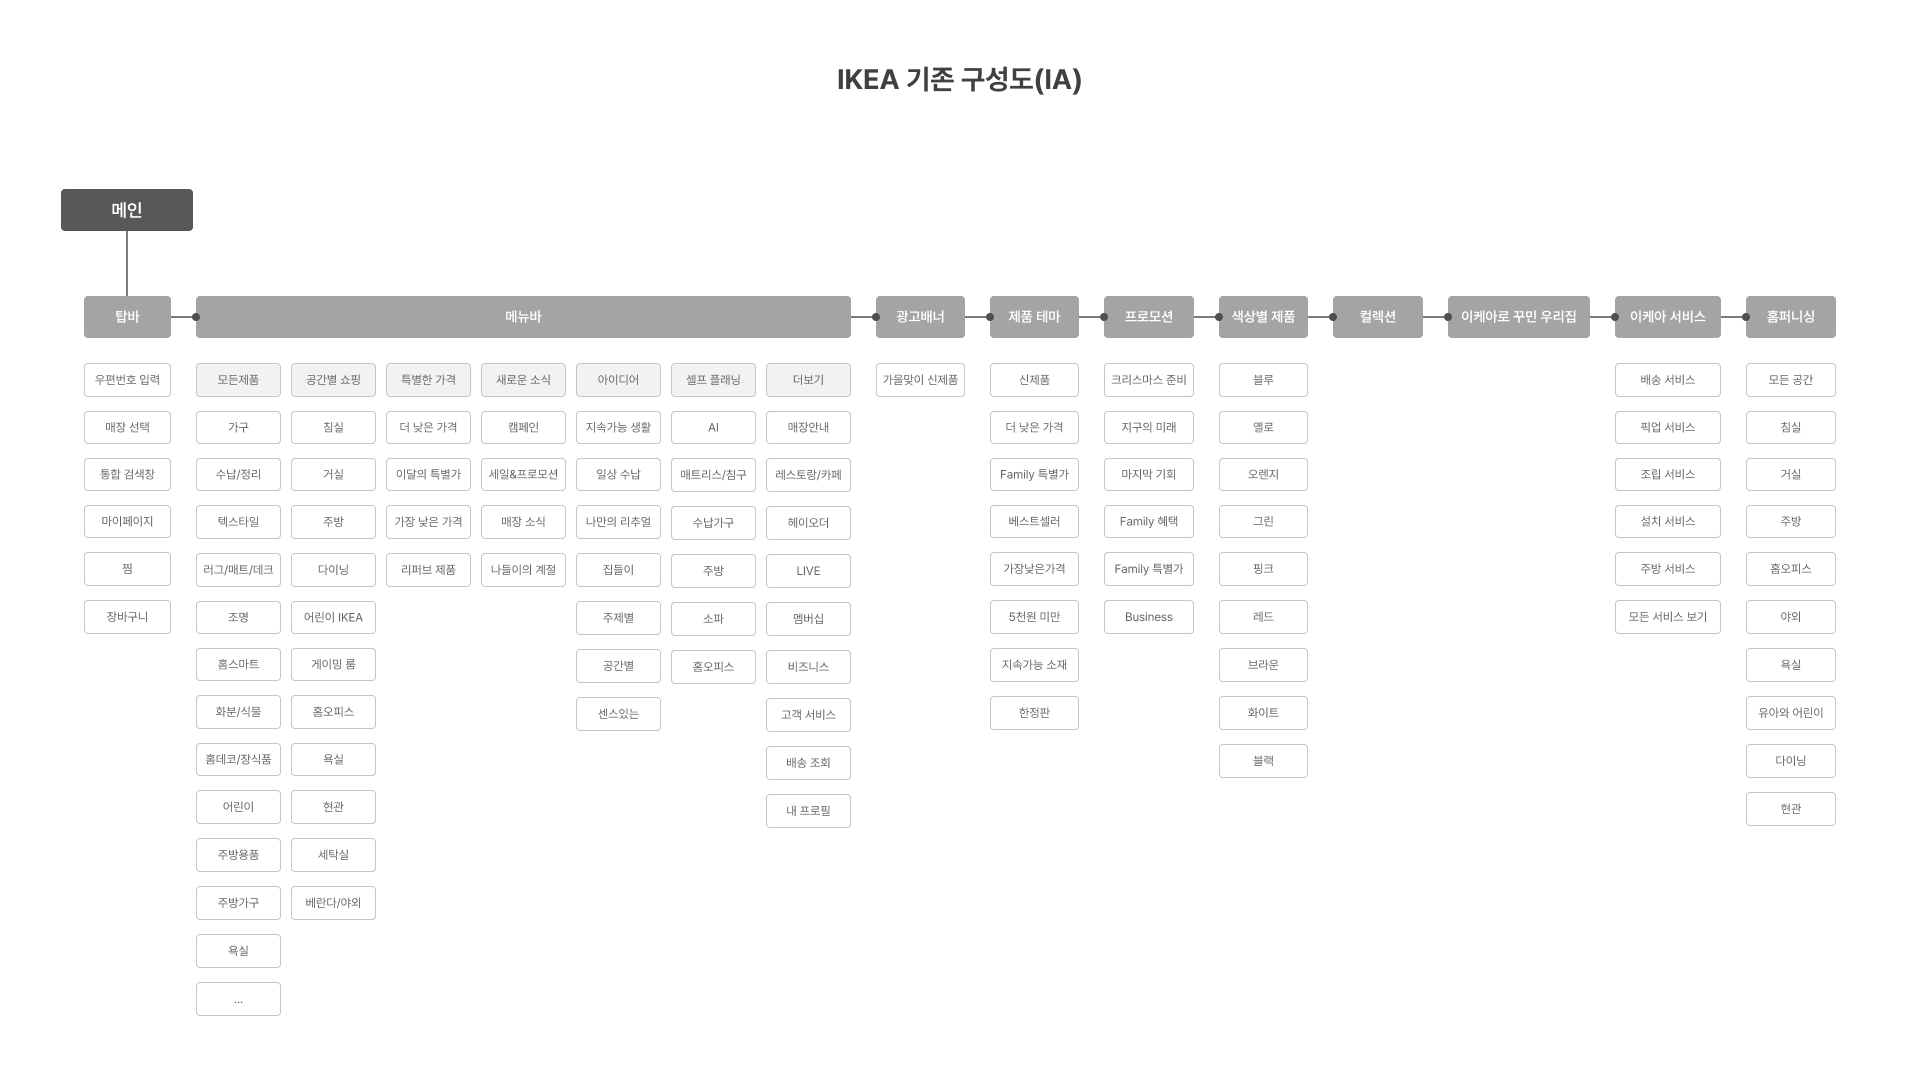 IKEA 기존 구성도(IA)
메인
탑바
메뉴바
광고배너
제품 테마
프로모션
색상별 제품
컬렉션
이케아로 꾸민 우리집
이케아 서비스
홈퍼니싱
우편번호 입력
매장 선택
통합 검색창
마이페이지
찜
장바구니
모든제품
가구
수납/정리
텍스타일
러그/매트/데크
조명
홈스마트
화분/식물
홈데코/장식품
어린이
주방용품
주방가구
욕실
...
공간별 쇼핑
침실
거실
주방
다이닝
어린이 IKEA
게이밍 룸
홈오피스
욕실
현관
세탁실
베란다/야외
특별한 가격
더 낮은 가격
이달의 특별가
가장 낮은 가격
리퍼브 제품
새로운 소식
캠페인
세일&프로모션
매장 소식
나들이의 계절
아이디어
지속가능 생활
일상 수납
나만의 리추얼
집들이
주제별
공간별
센스있는
셀프 플래닝
AI
매트리스/침구
수납가구
주방
소파
홈오피스
더보기
매장안내
레스토랑/카페
헤이오더
LIVE
멤버십
비즈니스
고객 서비스
배송 조회
내 프로필
가을맞이 신제품
신제품
더 낮은 가격
Family 특별가
베스트셀러
가장낮은가격
5천원 미만
지속가능 소재
한정판
크리스마스 준비
지구의 미래
마지막 기회
Family 혜택
Family 특별가
Business
블루
옐로
오렌지
그린
핑크
레드
브라운
화이트
블랙
배송 서비스
픽업 서비스
조립 서비스
설치 서비스
주방 서비스
모든 서비스 보기
모든 공간
침실
거실
주방
홈오피스
야외
욕실
유아와 어린이
다이닝
현관